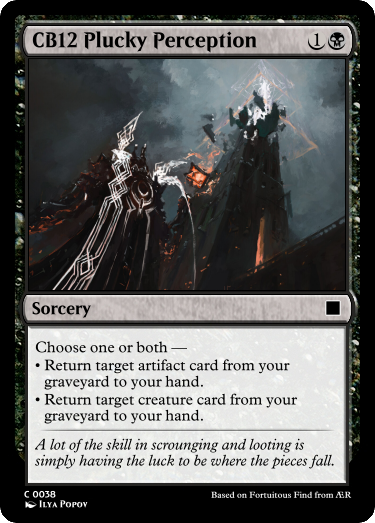 CB12 Plucky Perception 1
Sorcery
Choose one or both —
• Return target artifact card from your
graveyard to your hand.
• Return target creature card from your
graveyard to your hand.
A lot of the skill in scrounging and looting is
simply having the luck to be where the pieces fall.
C 0038
Ilya Popov
Based on Fortuitous Find from ÆR